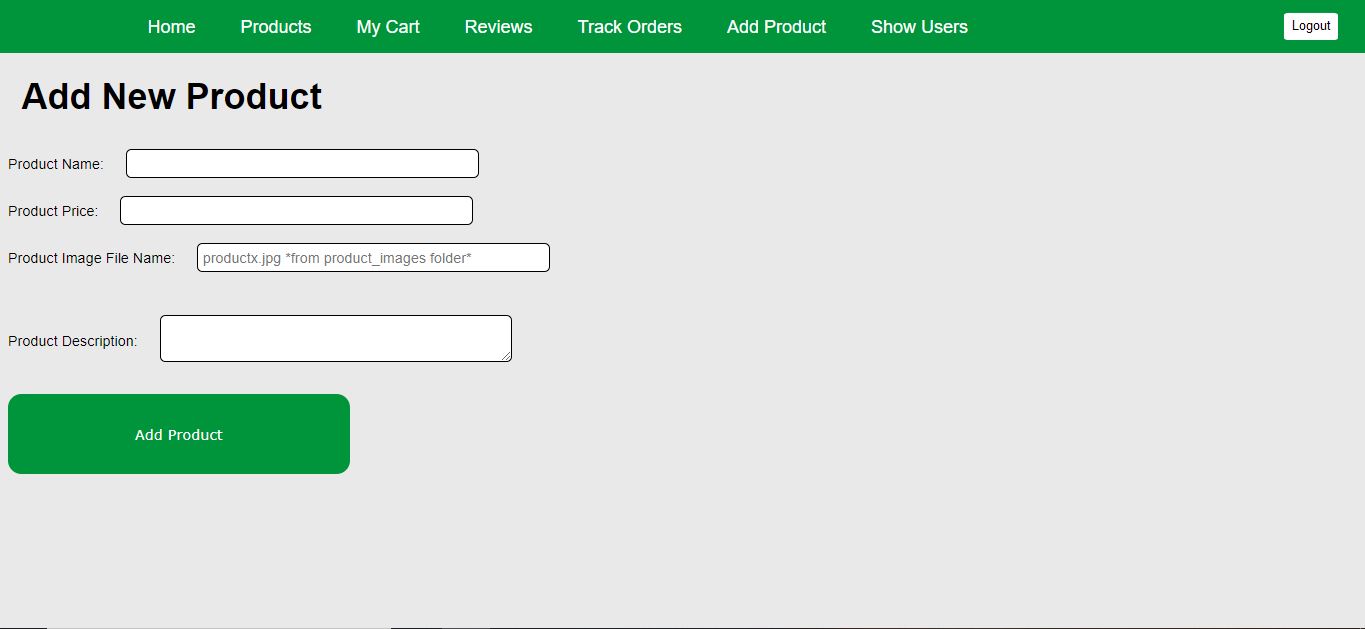 Home Products My Cart Reviews Track Orders Add Product Show Users Logout
Add New Product
Product Name:
Product Price:
Product Image File Name: productx.jpg *from product_images folder*
Product Description:
Add Product